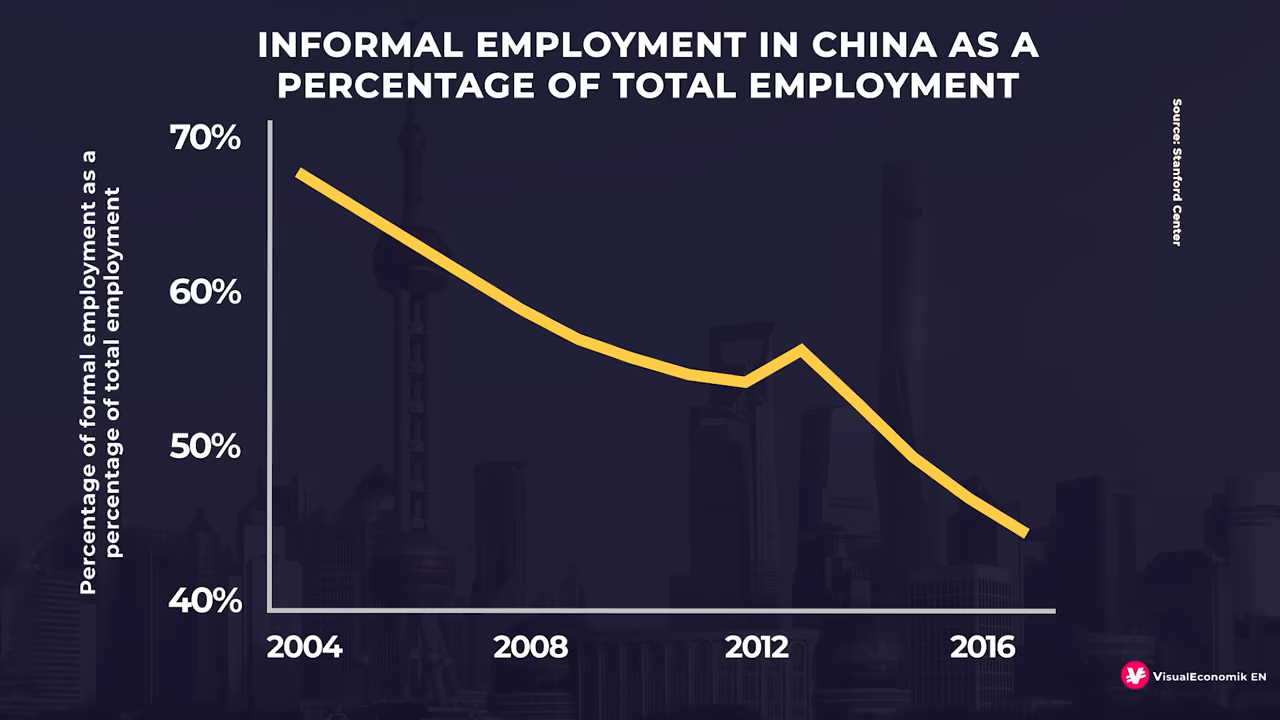 INFORMAL EMPLOYMENT IN CHINA AS A
PERCENTAGE OF TOTAL EMPLOYMENT
Source: Stanford Center
Percentage of formal employment as a
percentage of total employment
70%
60%
50%
40%
2004 2008 2012 2016
VisualEconomik EN